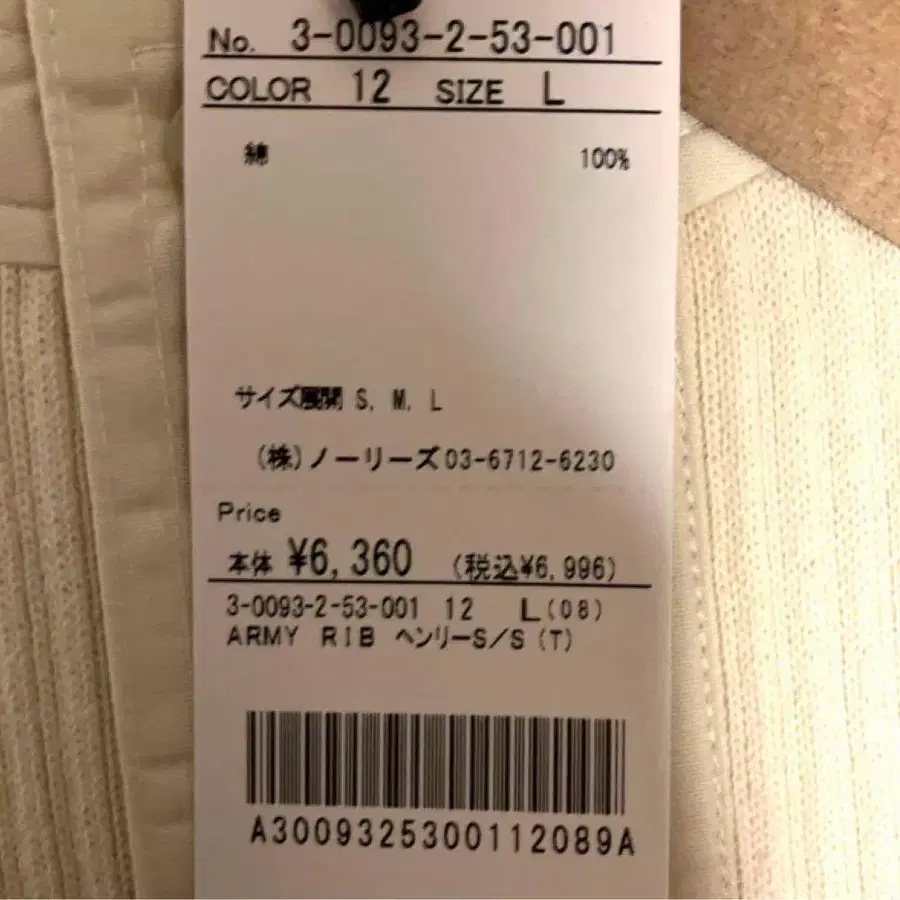 No. 3-0093-2-53-001
COLOR 12 SIZE L
綿 100%
サイズ展開 S, M, L
(株)ノーリーズ03-6712-6230
Price
本体 ¥6,360 (税込¥6,996)
3-0093-2-53-001 12 L(08)
ARMY RIB ヘンリーS/S(T)
A3009325300112089A